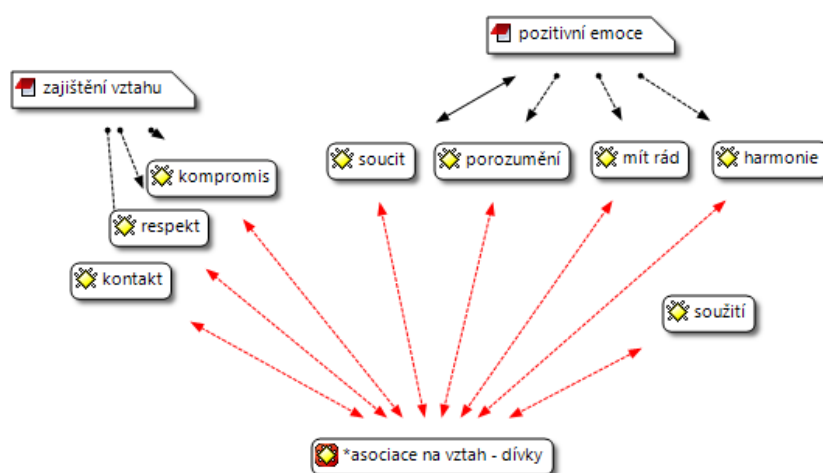 pozitivní emoce
zajištění vztahu
soucit
porozumění
mít rád
harmonie
kompromis
respekt
kontakt
soužití
*asociace na vztah - dívky